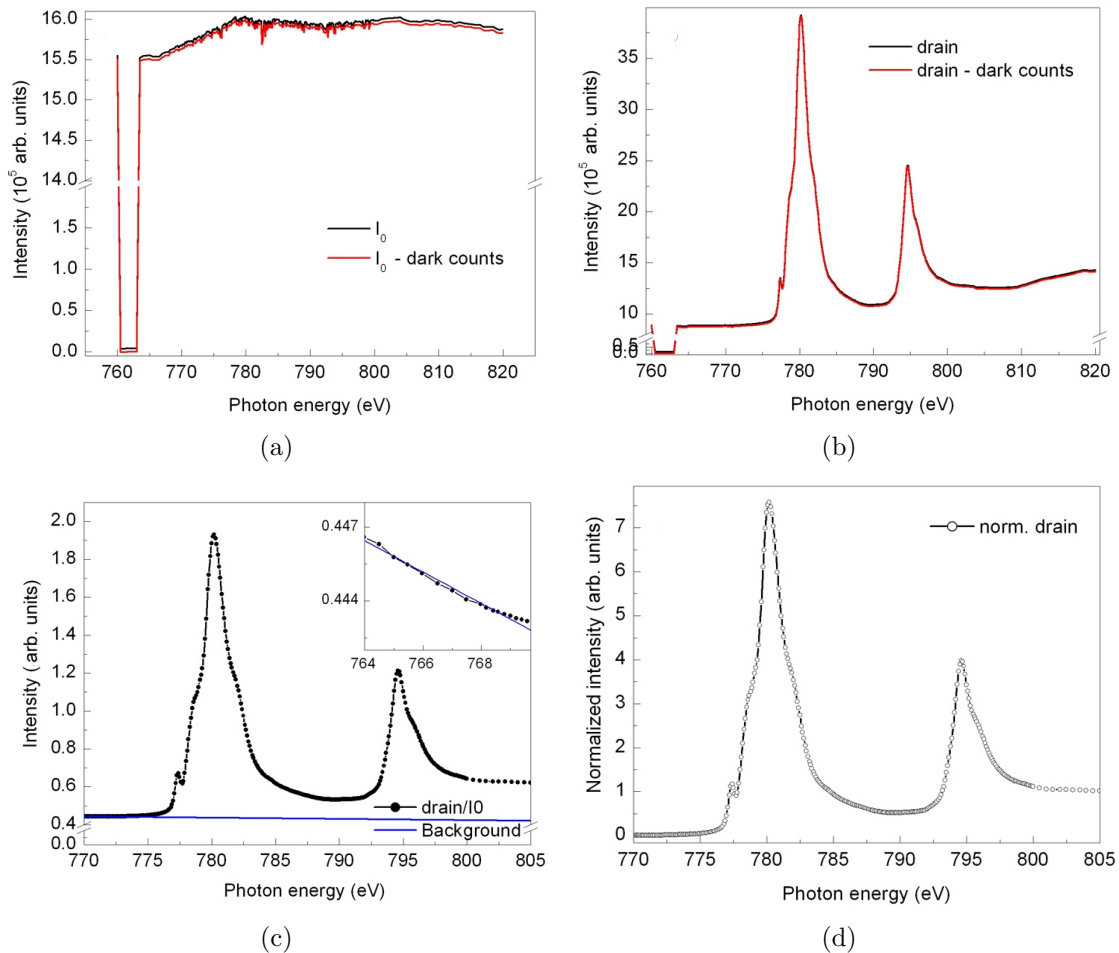 16.0
15.5
15.0
14.5
14.0
1.5
1.0
0.5
0.0
Intensity (10⁵ arb. units)
I₀
I₀ - dark counts
760 770 780 790 800 810 820
Photon energy (eV)
(a)
35
30
25
20
15
10
0.5
0.0
Intensity (10⁵ arb. units)
drain
drain - dark counts
760 770 780 790 800 810 820
Photon energy (eV)
(b)
2.0
1.8
1.6
1.4
1.2
1.0
0.8
0.6
0.4
0.0
Intensity ( arb. units)
0.447
0.444
764 766 768
drain/I0
Background
770 775 780 785 790 795 800 805
Photon energy (eV)
(c)
7
6
5
4
3
2
1
0
Normalized intensity ( arb. units)
norm. drain
770 775 780 785 790 795 800 805
Photon energy (eV)
(d)